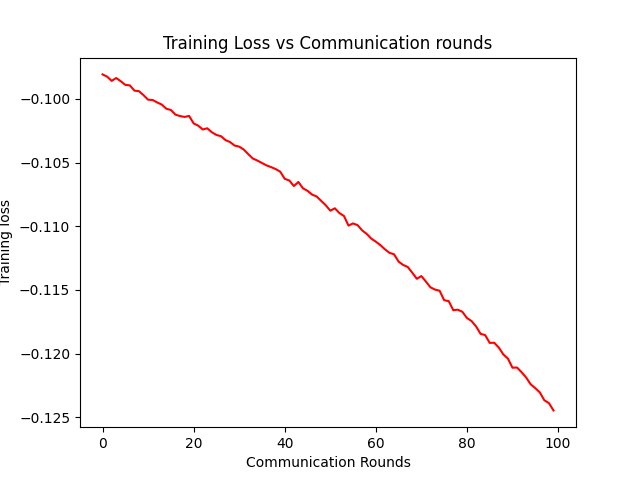 Training Loss vs Communication rounds
−0.100
−0.105
−0.110
−0.115
−0.120
−0.125
Training loss
0 20 40 60 80 100
Communication Rounds